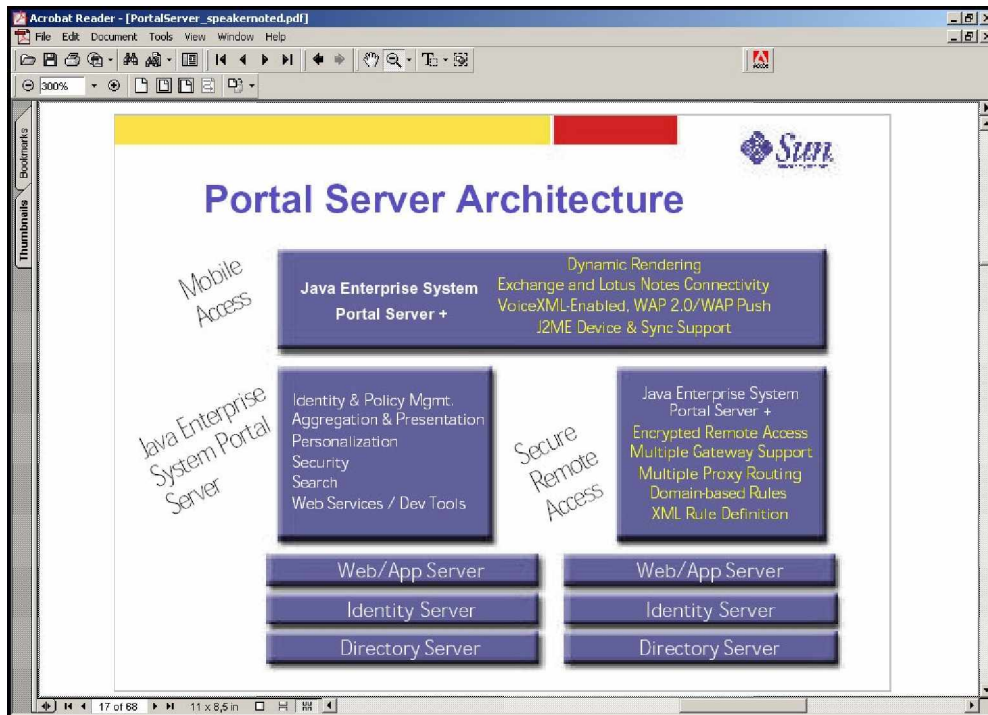 Acrobat Reader - [PortalServer_speakernoted.pdf]
File Edit Document Tools View Window Help
300%
Adobe
Bookmarks
Thumbnails
Sun
Portal Server Architecture
Mobile
Access
Java Enterprise System
Portal Server +
Dynamic Rendering
Exchange and Lotus Notes Connectivity
VoiceXML-Enabled, WAP 2.0/WAP Push
J2ME Device & Sync Support
Java Enterprise
System Portal
Server
Identity & Policy Mgmt.
Aggregation & Presentation
Personalization
Security
Search
Web Services / Dev Tools
Secure
Remote
Access
Java Enterprise System
Portal Server +
Encrypted Remote Access
Multiple Gateway Support
Multiple Proxy Routing
Domain-based Rules
XML Rule Definition
Web/App Server
Identity Server
Directory Server
Web/App Server
Identity Server
Directory Server
17 of 68
11 x 8,5 in